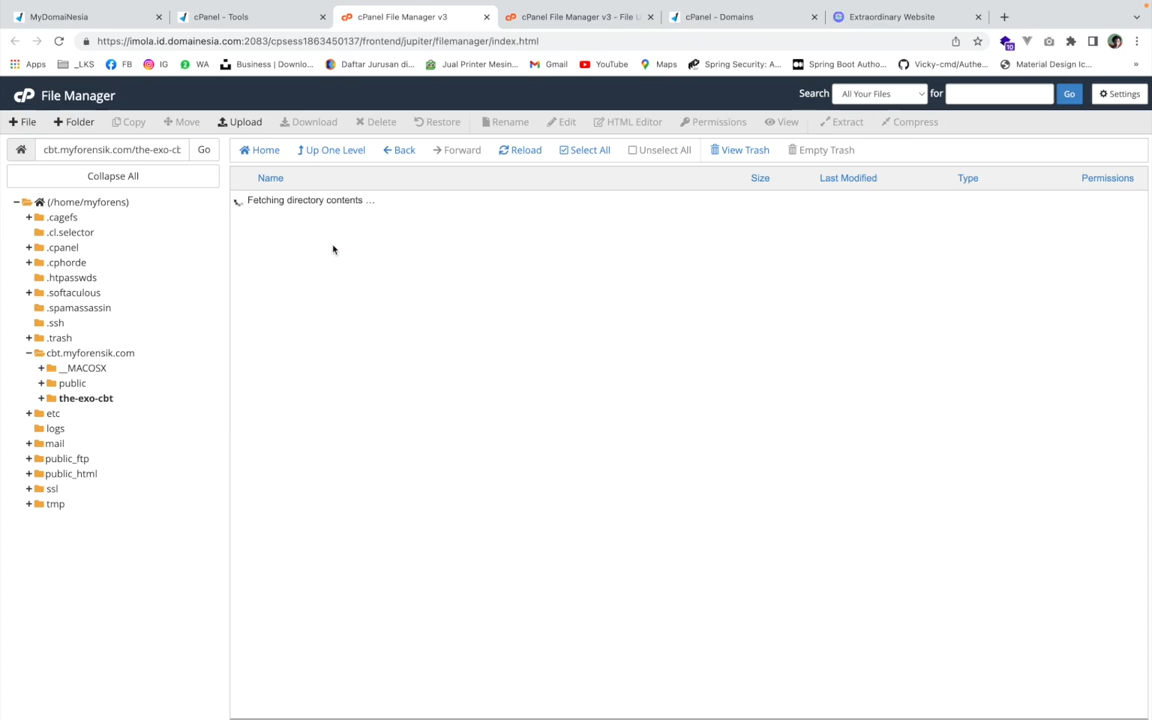 MyDomaiNesia
cPanel - Tools
cPanel File Manager v3
cPanel File Manager v3 - File U
cPanel - Domains
Extraordinary Website
https://imola.id.domainesia.com:2083/cpsess1863450137/frontend/jupiter/filemanager/index.html
10
Apps
_LKS
FB
IG
WA
Business | Downlo...
Daftar Jurusan di...
Jual Printer Mesin...
Gmail
YouTube
Maps
Spring Security: A...
Spring Boot Autho...
Vicky-cmd/Authe...
Material Design Ic...
»
cP File Manager
Search
All Your Files
for
Go
Settings
+ File
+ Folder
Copy
Move
Upload
Download
Delete
Restore
Rename
Edit
HTML Editor
Permissions
View
Extract
Compress
cbt.myforensik.com/the-exo-cbt
Go
Home
Up One Level
Back
Forward
Reload
Select All
Unselect All
View Trash
Empty Trash
Collapse All
Name
Size
Last Modified
Type
Permissions
Fetching directory contents ...
(/home/myforens)
.cagefs
.cl.selector
.cpanel
.cphorde
.htpasswds
.softaculous
.spamassassin
.ssh
.trash
cbt.myforensik.com
__MACOSX
public
the-exo-cbt
etc
logs
mail
public_ftp
public_html
ssl
tmp